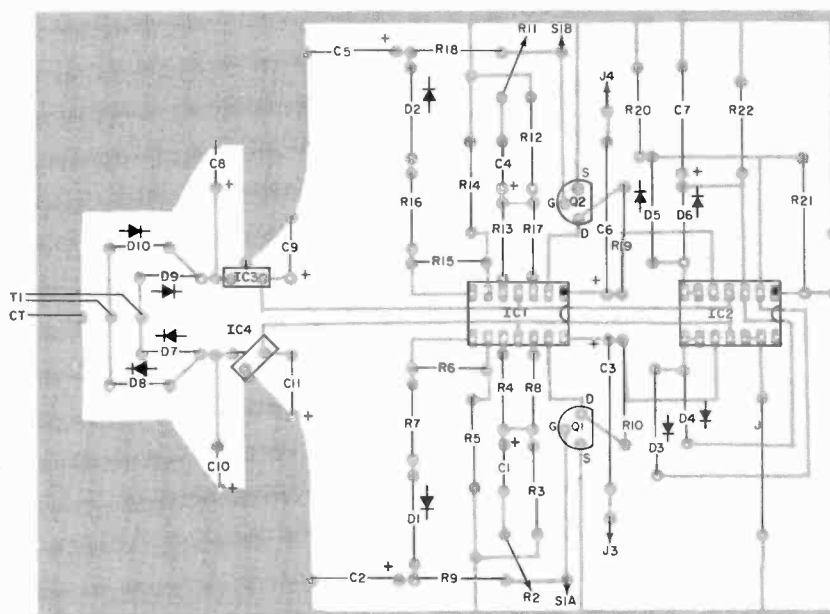 R11 S1B
C5 + R18
J4
D2 R20 C7 R22
R12
C8 C4
R14
R16 + S + R21
+ G Q2 D5 D6
R13 R17 C6
D10 C9 D R19
R15
D9 + IC3 + +
T1
CT IC1 IC2
IC4 +
D7 R6 R4 R8 C3
D8 C11
R7 D D4
+ R5 G Q1 R10 D3 J
C10 + S
C1 R3
+ D1
J3
C2 + R9
R2 S1A